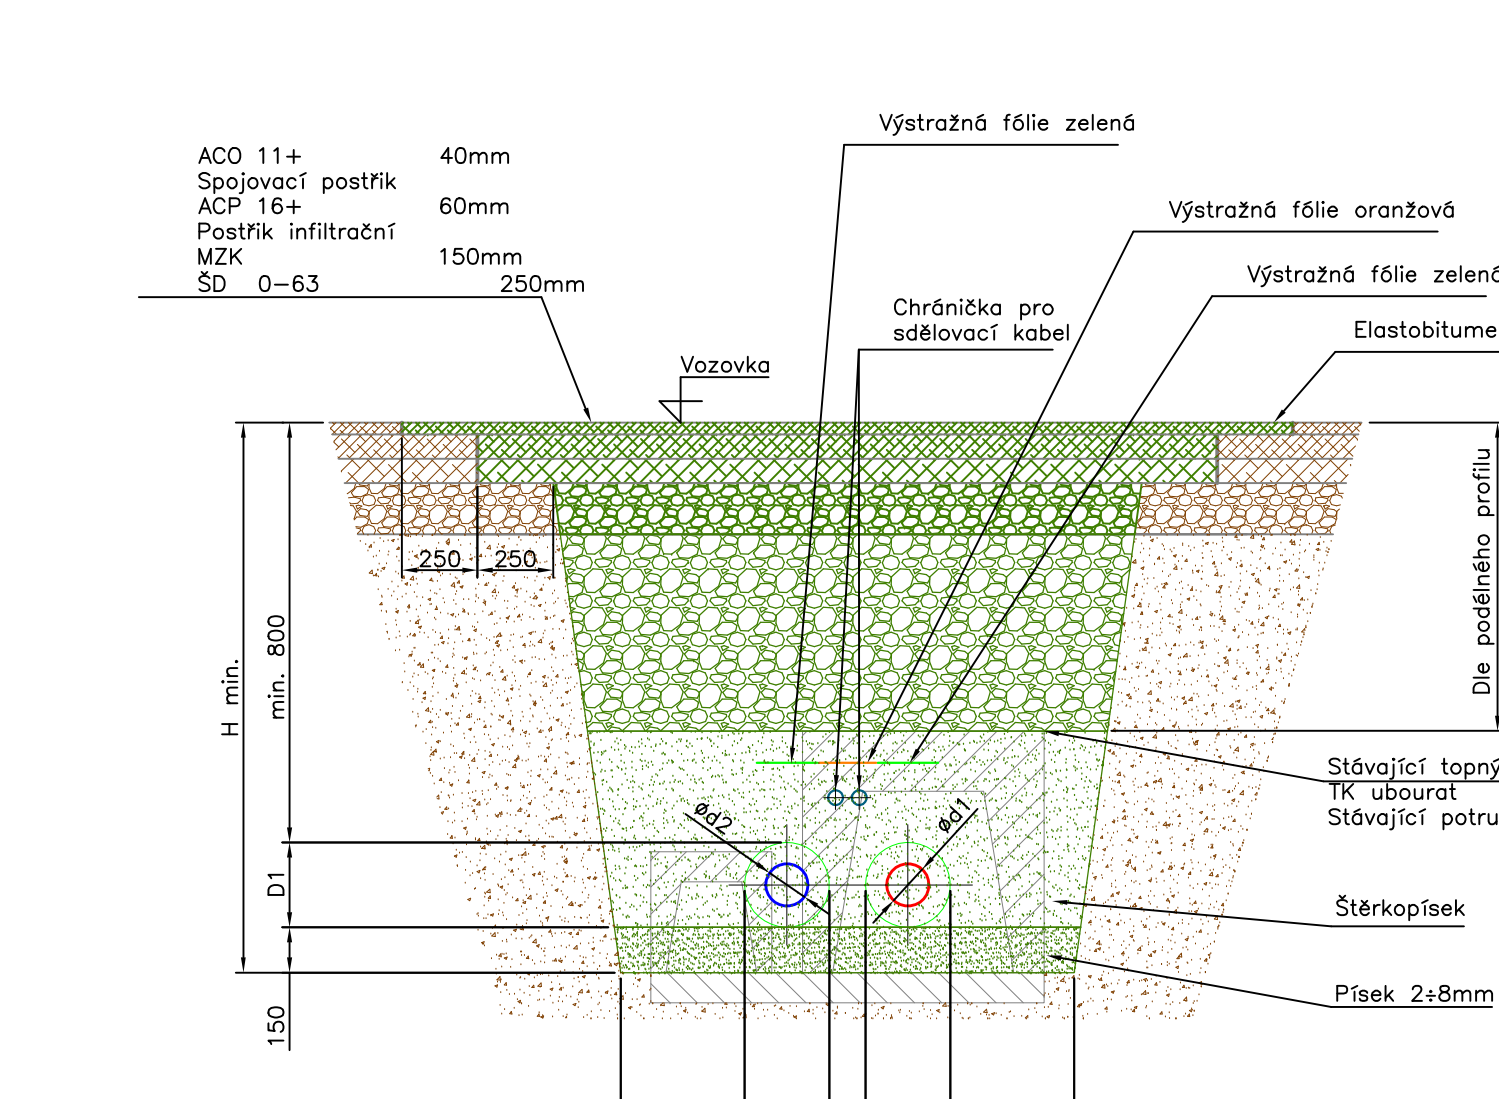 Výstražná fólie zelená
ACO 11+ 40mm
Spojovací postřik
ACP 16+ 60mm
Postřik infiltrační
MZK 150mm
ŠD 0-63 250mm
Výstražná fólie oranžová
Výstražná fólie zelená
Chránička pro
sdělovací kabel
Elastobitume
Vozovka
250 250
H min.
min. 800
D1
150
Dle podélného profilu
ød2
ød1
Stávající topný
TK ubourat
Stávající potru
Štěrkopísek
Písek 2÷8mm